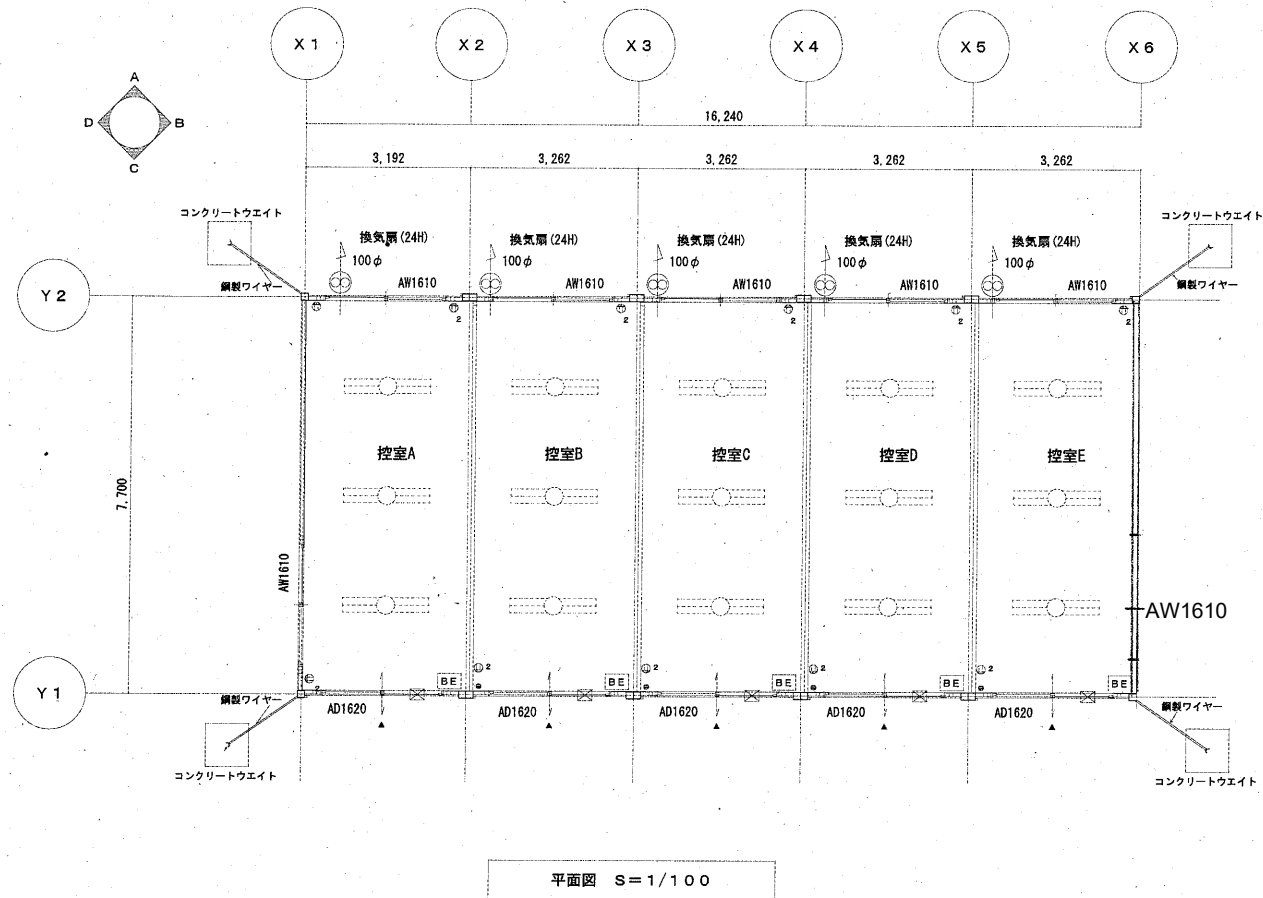 X1 X2 X3 X4 X5 X6
A
D B
C
16,240
3,192 3,262 3,262 3,262 3,262
コンクリートウエイト コンクリートウエイト
換気扇(24H) 換気扇(24H) 換気扇(24H) 換気扇(24H) 換気扇(24H)
100φ 100φ 100φ 100φ 100φ
鋼製ワイヤー AW1610 AW1610 AW1610 AW1610 AW1610 鋼製ワイヤー
Y2
2 2 2 2 2
控室A 控室B 控室C 控室D 控室E
7,700
AW1610
AW1610
2 2 2 2
BE BE BE BE BE
2
Y1
鋼製ワイヤー AD1620 AD1620 AD1620 AD1620 AD1620 鋼製ワイヤー
コンクリートウエイト コンクリートウエイト
平面図 S=1/100